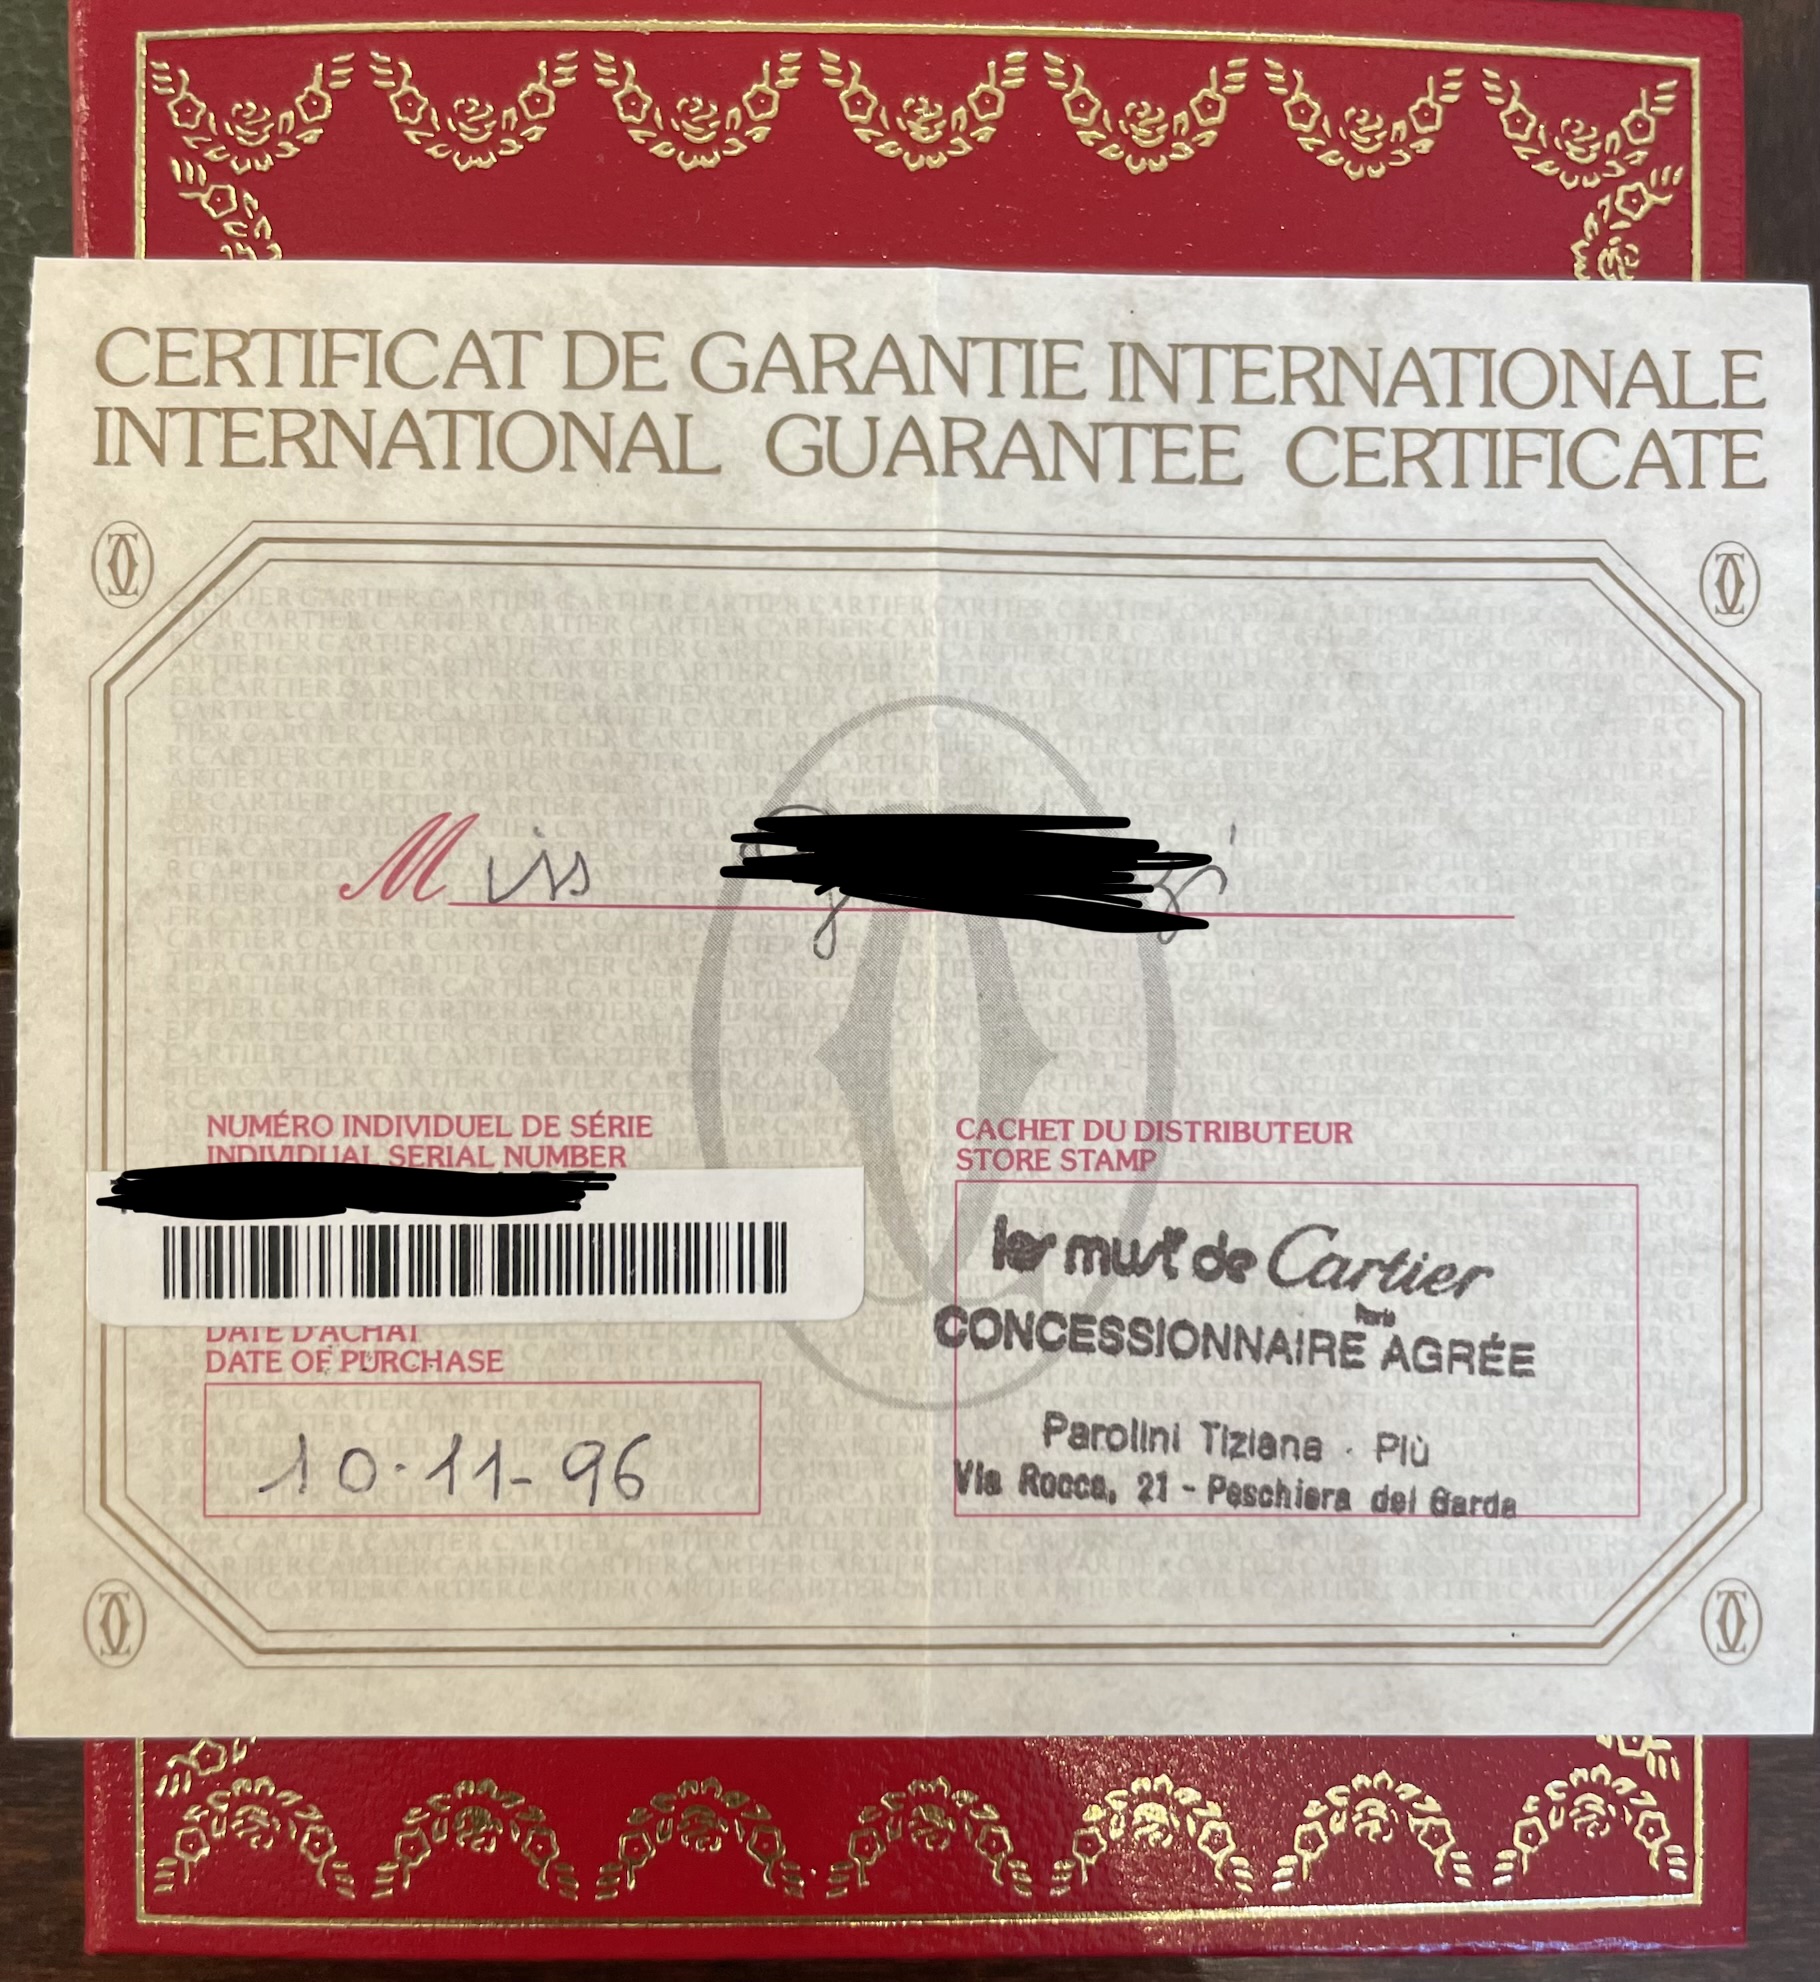 CERTIFICAT DE GARANTIE INTERNATIONALE
INTERNATIONAL GUARANTEE CERTIFICATE
Miss
NUMÉRO INDIVIDUEL DE SÉRIE
INDIVIDUAL SERIAL NUMBER
DATE D'ACHAT
DATE OF PURCHASE
10-11-96
CACHET DU DISTRIBUTEUR
STORE STAMP
les must de Cartier
Paris
CONCESSIONNAIRE AGRÉE
Parolini Tiziana - Più
Via Rocca, 21 - Peschiera del Garda